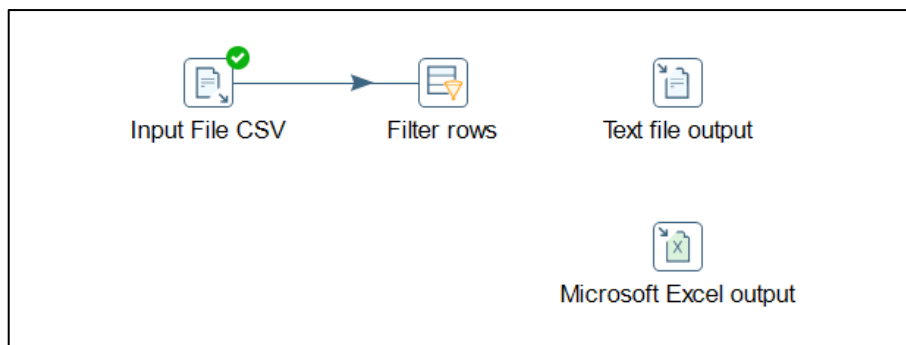 Input File CSV
Filter rows
Text file output
X
Microsoft Excel output